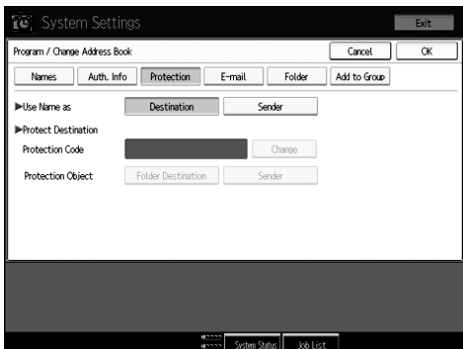 System Settings Exit
Program / Change Address Book Cancel OK
Names Auth. Info Protection E-mail Folder Add to Group
▶Use Name as Destination Sender
▶Protect Destination
Protection Code Change
Protection Object Folder Destination Sender
System Status Job List